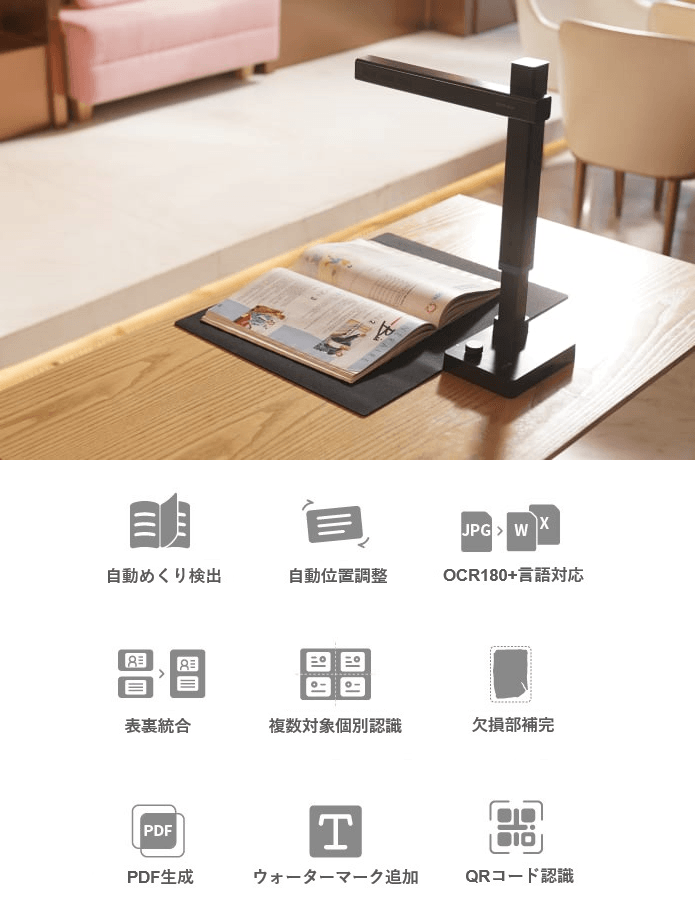 自動めくり検出
自動位置調整
JPG
W
X
OCR180+言語対応
表裏統合
複数対象個別認識
欠損部補完
PDF
T
PDF生成
ウォーターマーク追加
QRコード認識